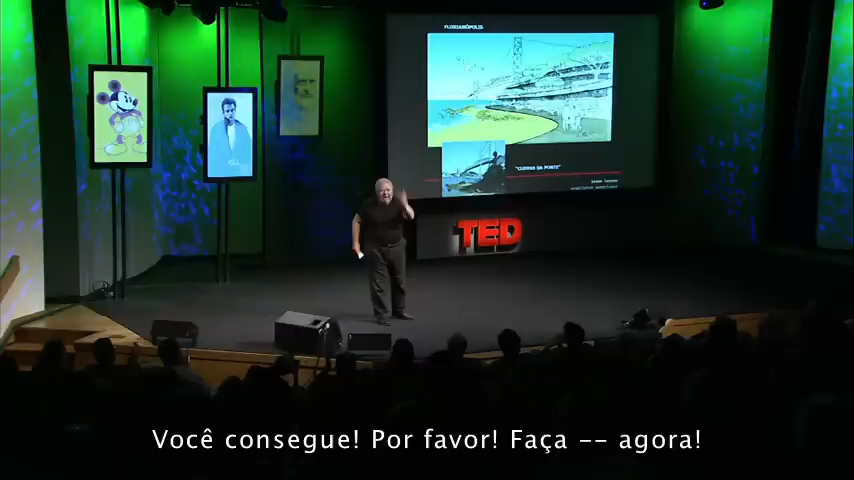 FLORIANÓPOLIS
"CURVAS DA PONTE"
TED
Você consegue! Por favor! Faça -- agora!